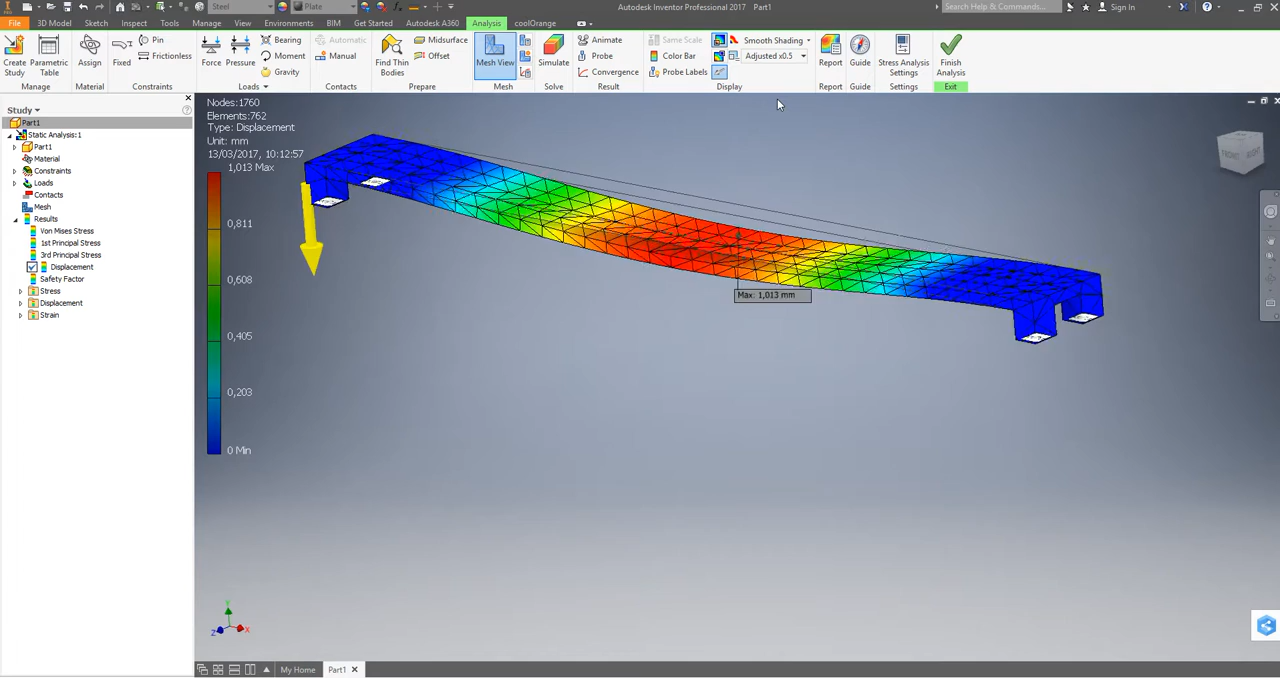 PRO
Steel
Plate
Autodesk Inventor Professional 2017 Part1
Search Help & Commands...
Sign In
File 3D Model Sketch Inspect Tools Manage View Environments BIM Get Started Autodesk A360 Analysis coolOrange
Create Study
Parametric Table
Manage
Assign
Material
Fixed
Pin
Frictionless
Constraints
Force
Pressure
Bearing
Moment
Gravity
Loads
Automatic
Manual
Contacts
Find Thin Bodies
Midsurface
Offset
Prepare
Mesh View
Mesh
Simulate
Solve
Animate
Probe
Convergence
Result
Same Scale
Color Bar
Probe Labels
Smooth Shading
Adjusted x0.5
Display
Report
Report
Guide
Guide
Stress Analysis Settings
Settings
Finish Analysis
Exit
Study
Part1
Static Analysis:1
Part1
Material
Constraints
Loads
Contacts
Mesh
Results
Von Mises Stress
1st Principal Stress
3rd Principal Stress
Displacement
Safety Factor
Stress
Displacement
Strain
Nodes:1760
Elements:762
Type: Displacement
Unit: mm
13/03/2017, 10:12:57
1,013 Max
0,811
0,608
0,405
0,203
0 Min
Max: 1,013 mm
FRONT RIGHT
Y
Z X
My Home Part1